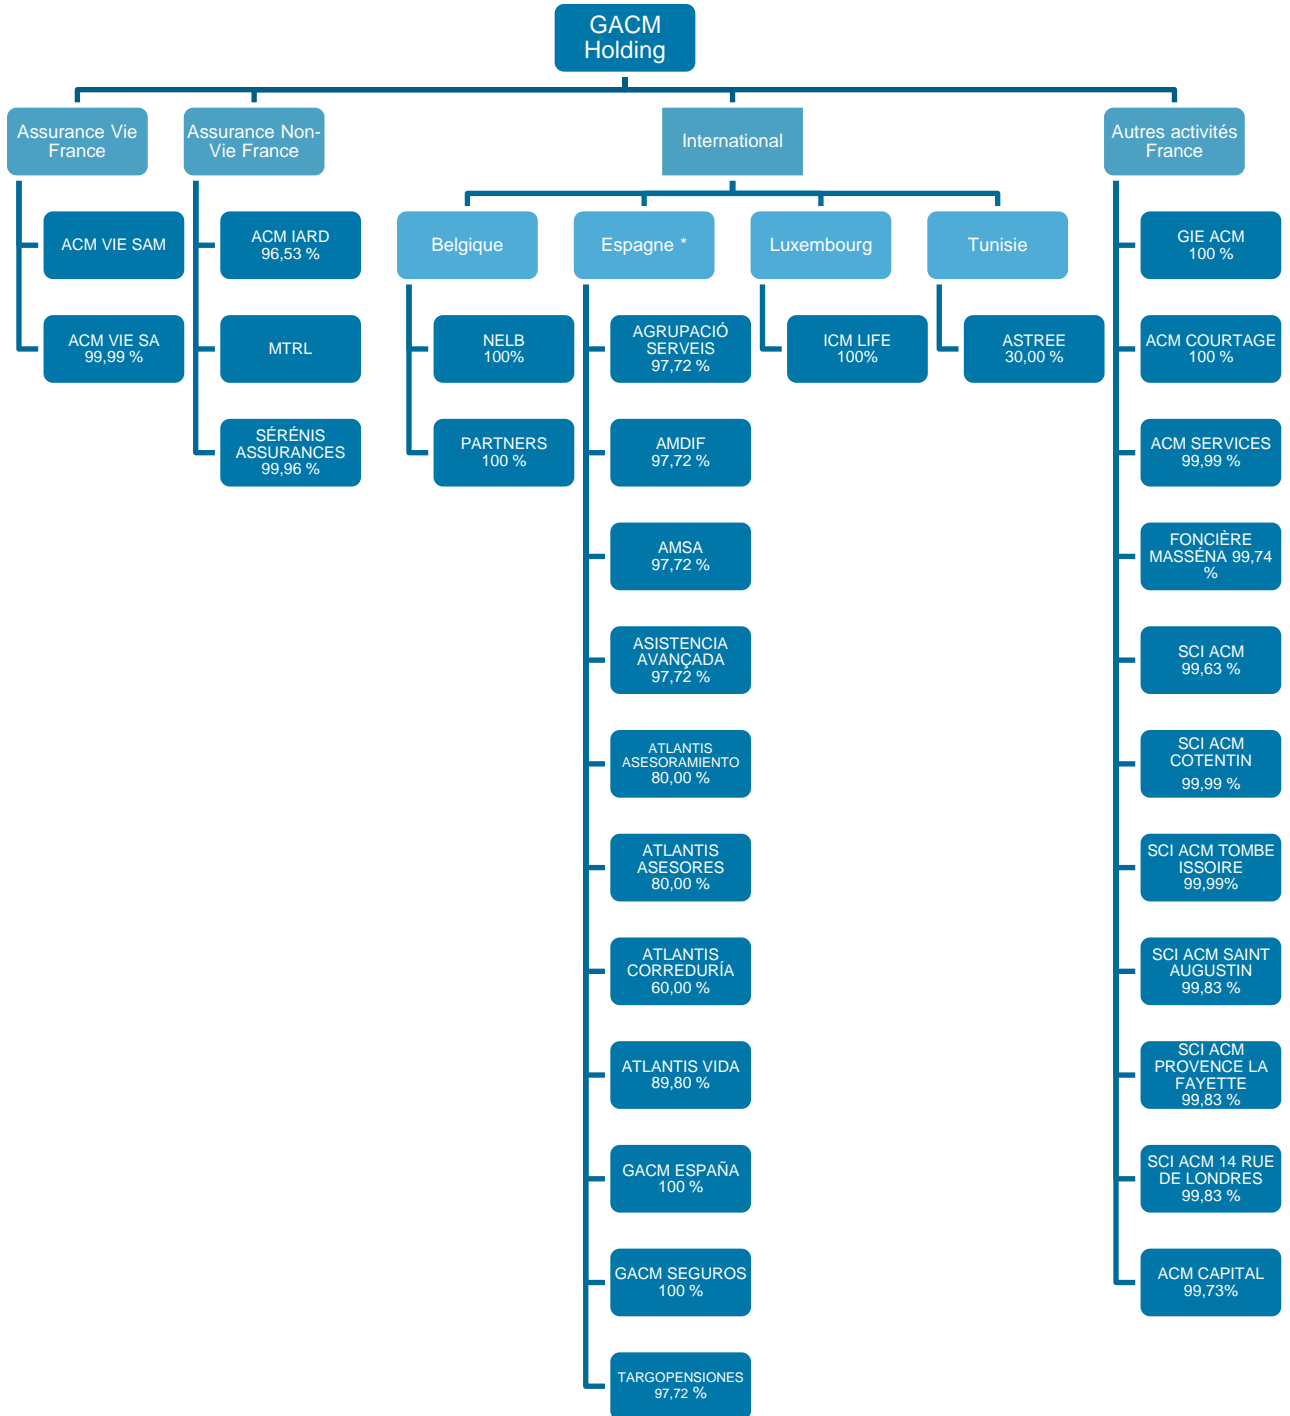 GACM
Holding
Assurance Vie
France
Assurance Non-
Vie France
International
Autres activités
France
ACM VIE SAM
ACM VIE SA
99,99 %
ACM IARD
96,53 %
MTRL
SÉRÉNIS
ASSURANCES
99,96 %
Belgique
NELB
100%
PARTNERS
100 %
Espagne *
AGRUPACIÓ
SERVEIS
97,72 %
AMDIF
97,72 %
AMSA
97,72 %
ASISTENCIA
AVANÇADA
97,72 %
ATLANTIS
ASESORAMIENTO
80,00 %
ATLANTIS
ASESORES
80,00 %
ATLANTIS
CORREDURÍA
60,00 %
ATLANTIS VIDA
89,80 %
GACM ESPAÑA
100 %
GACM SEGUROS
100 %
TARGOPENSIONES
97,72 %
Luxembourg
ICM LIFE
100%
Tunisie
ASTREE
30,00 %
GIE ACM
100 %
ACM COURTAGE
100 %
ACM SERVICES
99,99 %
FONCIÈRE
MASSÉNA 99,74
%
SCI ACM
99,63 %
SCI ACM
COTENTIN
99,99 %
SCI ACM TOMBE
ISSOIRE
99,99%
SCI ACM SAINT
AUGUSTIN
99,83 %
SCI ACM
PROVENCE LA
FAYETTE
99,83 %
SCI ACM 14 RUE
DE LONDRES
99,83 %
ACM CAPITAL
99,73%